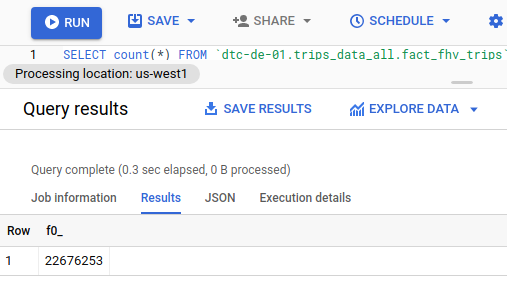 RUN SAVE SHARE SCHEDULE
1 SELECT count(*) FROM `dtc-de-01.trips_data_all.fact_fhv_trips`
Processing location: us-west1
Query results SAVE RESULTS EXPLORE DATA
Query complete (0.3 sec elapsed, 0 B processed)
Job information Results JSON Execution details
Row f0_
1 22676253